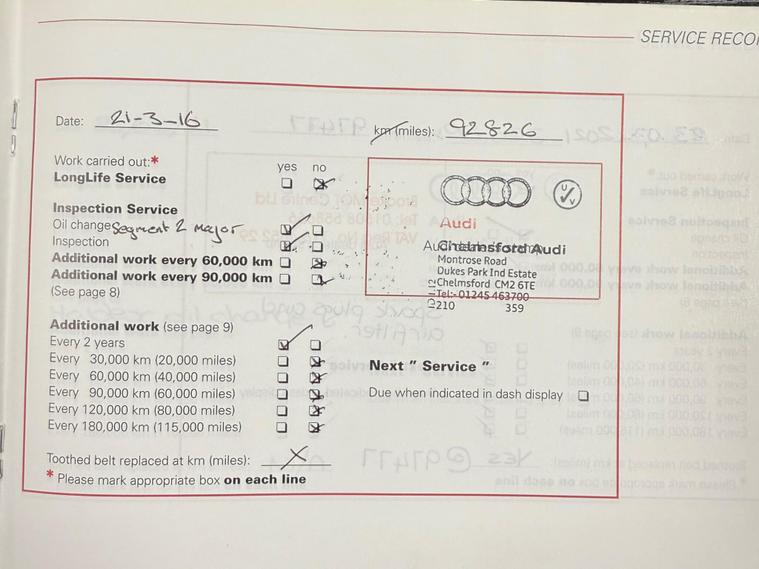 SERVICE RECO
Date: 21-3-16
km (miles): 92826
Work carried out:*
yes no
LongLife Service
Inspection Service
Oil change Segment 2 Major
Inspection
Additional work every 60,000 km
Additional work every 90,000 km
(See page 8)
Audi
Chelmsford Audi
Montrose Road
Dukes Park Ind Estate
Chelmsford CM2 6TE
Tel:- 01245 463700
210 359
Additional work (see page 9)
Every 2 years
Every 30,000 km (20,000 miles)
Every 60,000 km (40,000 miles)
Every 90,000 km (60,000 miles)
Every 120,000 km (80,000 miles)
Every 180,000 km (115,000 miles)
Next " Service "
Due when indicated in dash display
Toothed belt replaced at km (miles): X
* Please mark appropriate box on each line